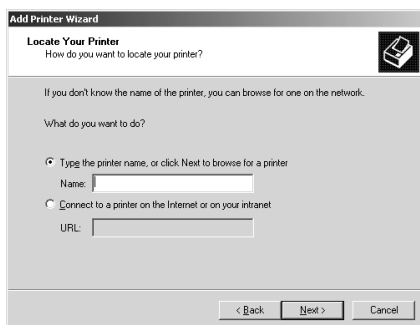 Add Printer Wizard
Locate Your Printer
How do you want to locate your printer?
If you don't know the name of the printer, you can browse for one on the network.
What do you want to do?
Type the printer name, or click Next to browse for a printer
Name:
Connect to a printer on the Internet or on your intranet
URL:
< Back
Next >
Cancel